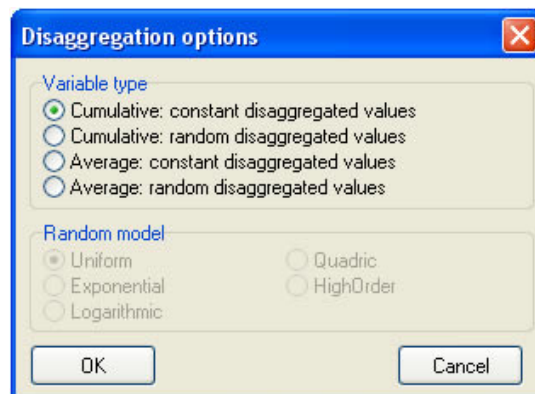 Disaggregation options
Variable type
Cumulative: constant disaggregated values
Cumulative: random disaggregated values
Average: constant disaggregated values
Average: random disaggregated values
Random model
Uniform
Quadric
Exponential
HighOrder
Logarithmic
OK
Cancel